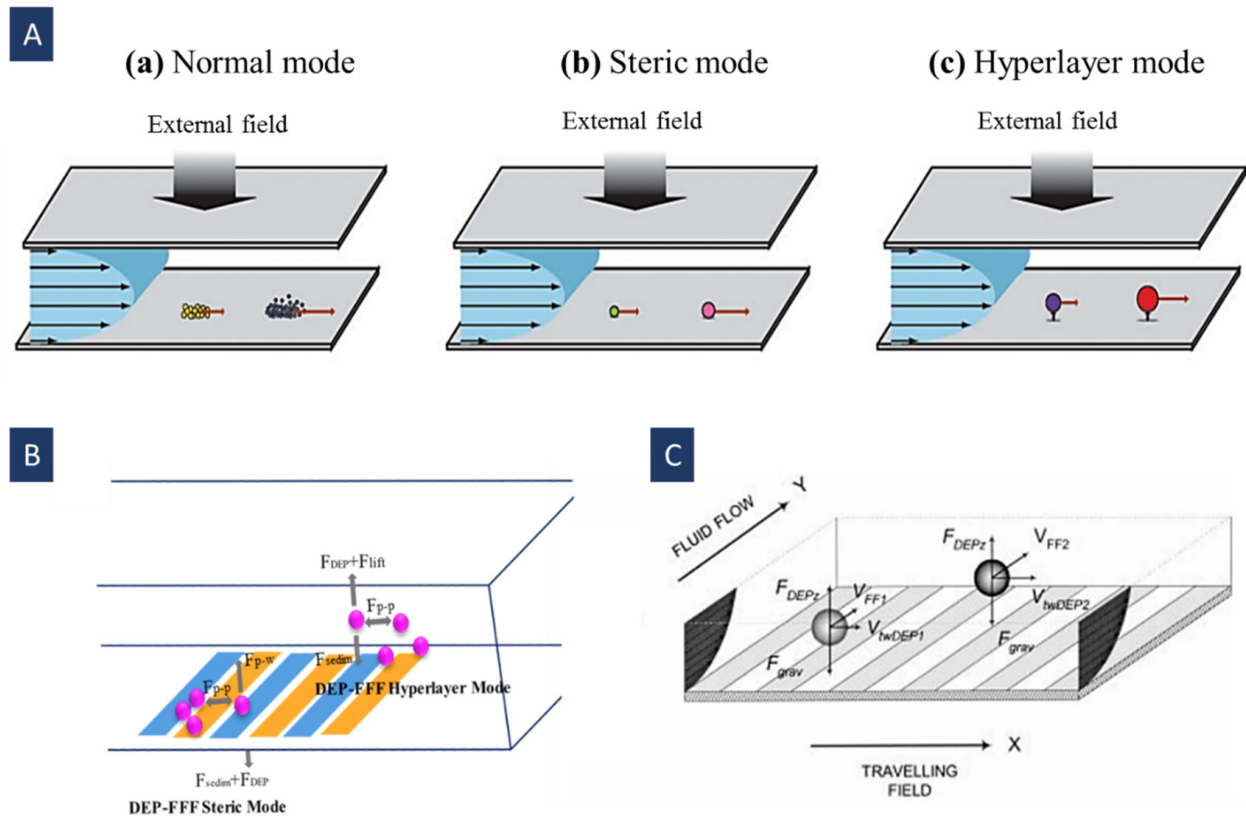 A
(a) Normal mode
(b) Steric mode
(c) Hyperlayer mode
External field
External field
External field
B
FDEP+Flift
Fp-p
Fsedim
DEP-FFF Hyperlayer Mode
Fp-w
Fp-p
Fsedim+FDEP
DEP-FFF Steric Mode
C
FLUID FLOW
Y
FDEPz
VFF2
VtwDEP2
Fgrav
FDEPz
VFF1
VtwDEP1
Fgrav
X
TRAVELLING
FIELD